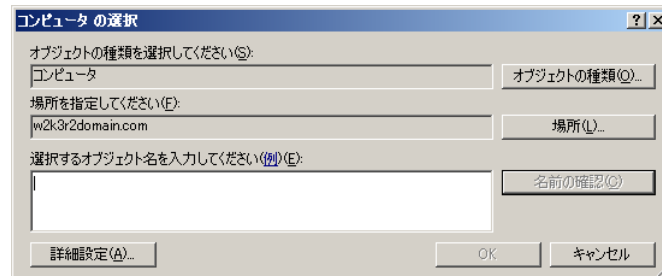 コンピュータ の選択
オブジェクトの種類を選択してください(S):
コンピュータ
オブジェクトの種類(O)...
場所を指定してください(F):
w2k3r2domain.com
場所(L)...
選択するオブジェクト名を入力してください(例)(E):
名前の確認(C)
詳細設定(A)...
OK
キャンセル